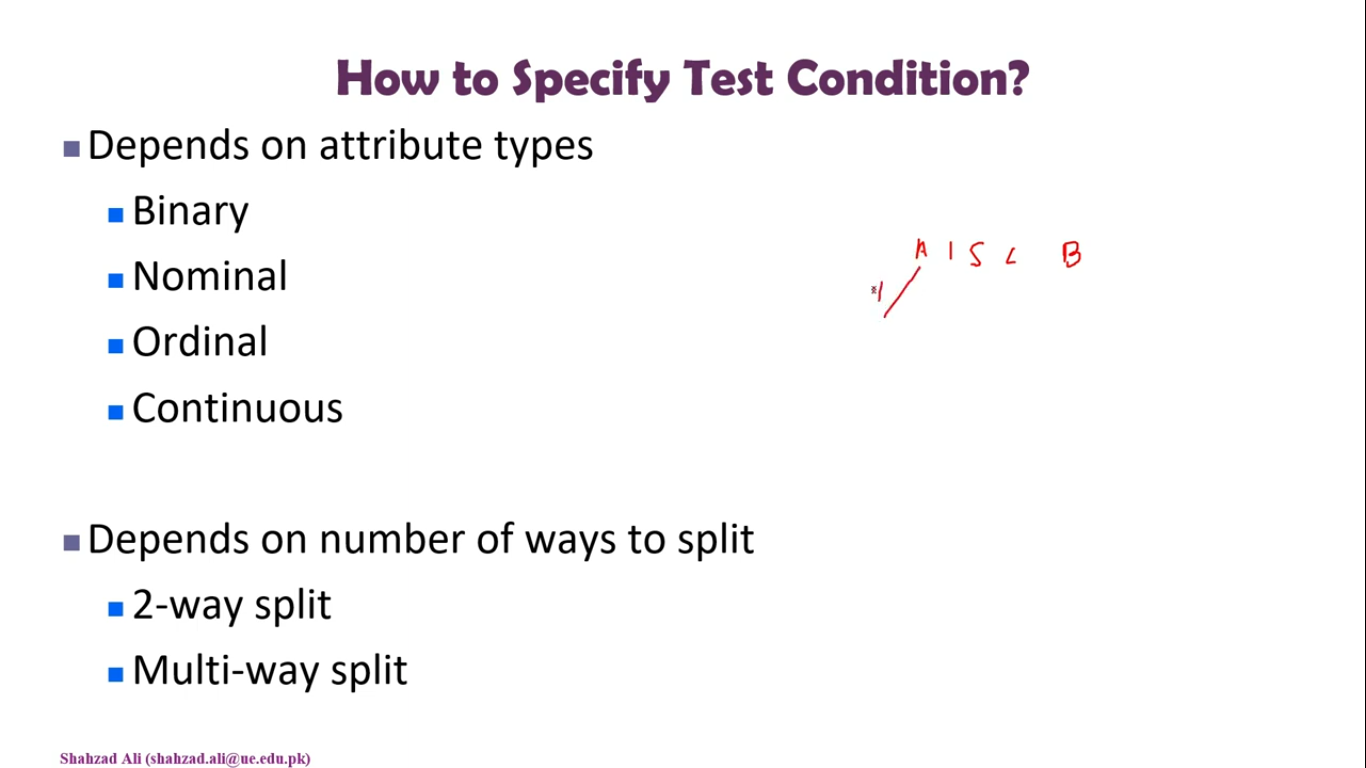 How to Specify Test Condition?
Depends on attribute types
Binary
Nominal
A I S L B
Ordinal
Continuous
Depends on number of ways to split
2-way split
Multi-way split
Shahzad Ali (shahzad.ali@ue.edu.pk)